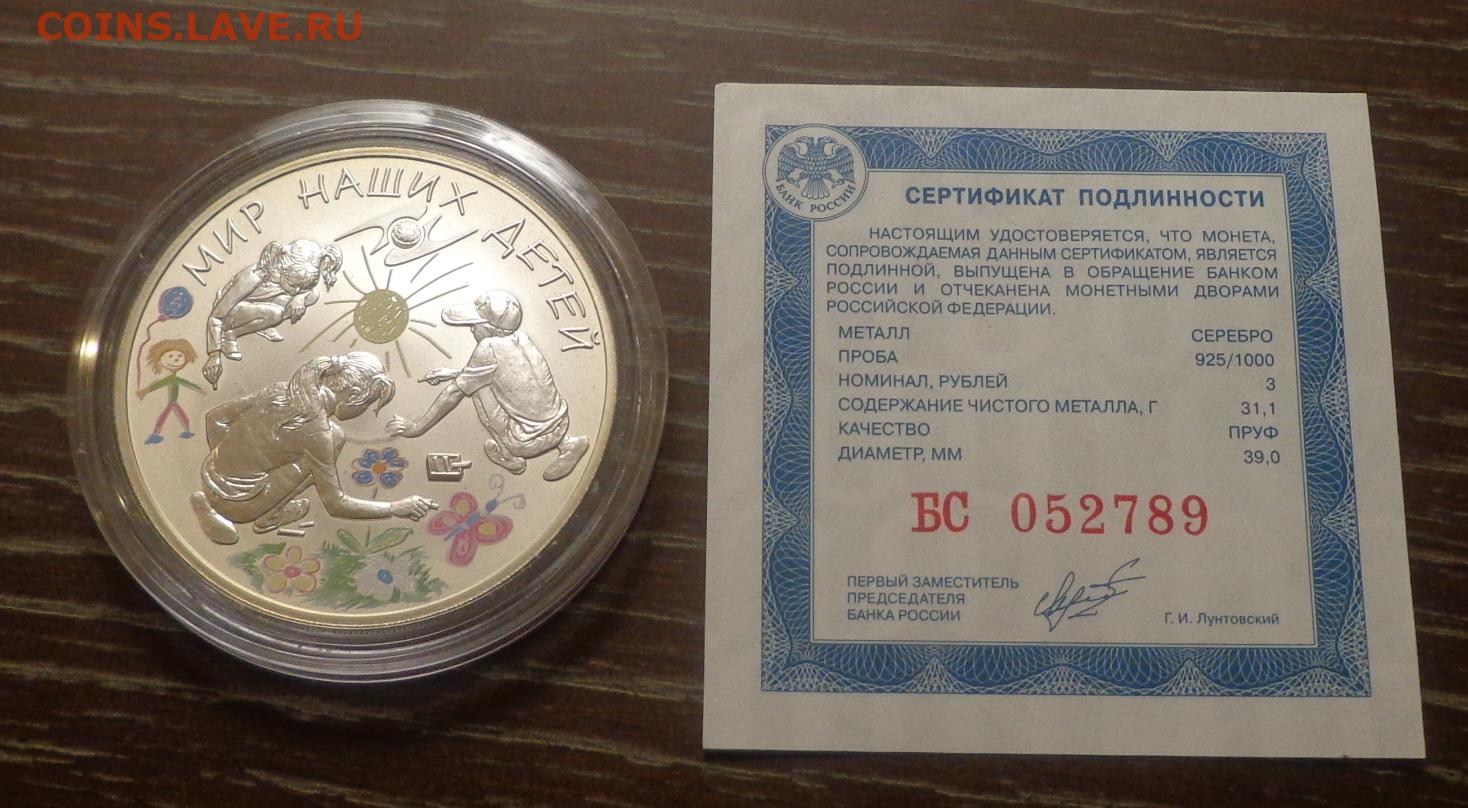 COINS.LAVE.RU
МИР НАШИХ ДЕТЕЙ
БАНК РОССИИ
СЕРТИФИКАТ ПОДЛИННОСТИ
НАСТОЯЩИМ УДОСТОВЕРЯЕТСЯ, ЧТО МОНЕТА,
СОПРОВОЖДАЕМАЯ ДАННЫМ СЕРТИФИКАТОМ, ЯВЛЯЕТСЯ
ПОДЛИННОЙ, ВЫПУЩЕНА В ОБРАЩЕНИЕ БАНКОМ
РОССИИ И ОТЧЕКАНЕНА МОНЕТНЫМИ ДВОРАМИ
РОССИЙСКОЙ ФЕДЕРАЦИИ.
МЕТАЛЛ СЕРЕБРО
ПРОБА 925/1000
НОМИНАЛ, РУБЛЕЙ 3
СОДЕРЖАНИЕ ЧИСТОГО МЕТАЛЛА, Г 31,1
КАЧЕСТВО ПРУФ
ДИАМЕТР, ММ 39,0
БС 052789
ПЕРВЫЙ ЗАМЕСТИТЕЛЬ
ПРЕДСЕДАТЕЛЯ
БАНКА РОССИИ Г. И. Лунтовский